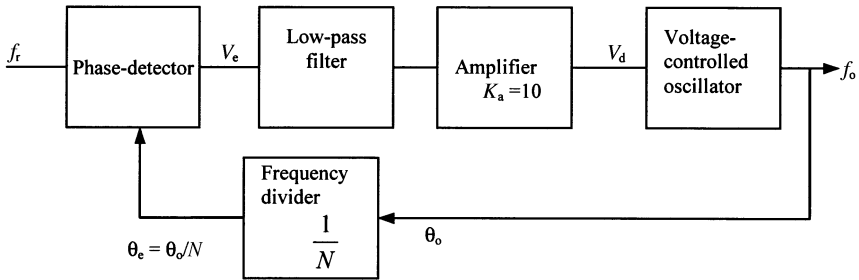 f_r
Phase-detector
V_e
Low-pass
filter
Amplifier
K_a =10
V_d
Voltage-
controlled
oscillator
f_o
Frequency
divider
1
N
θ_e = θ_o/N
θ_o